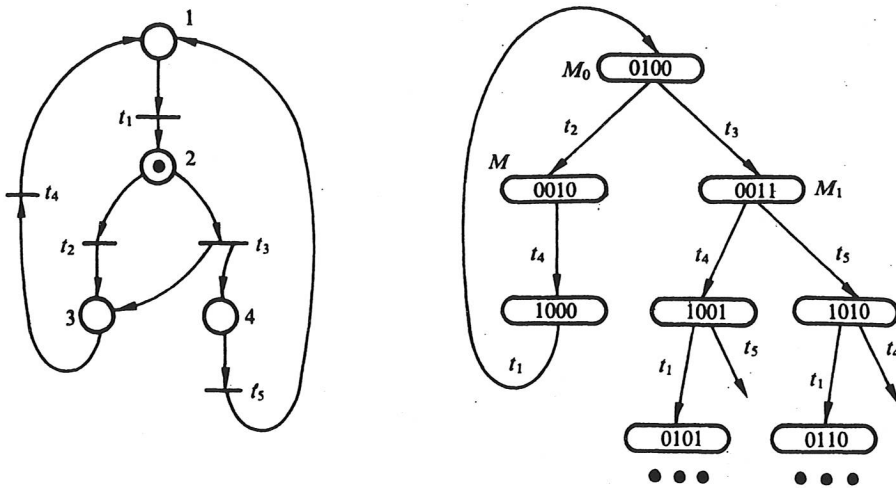 1
t₁
2
t₄
t₂
t₃
3
4
t₅
M₀ 0100
t₂
t₃
M
0010
0011 M₁
t₄
t₄
t₅
1000
1001
1010
t₁
t₁
t₅
t₁
t₄
0101
0110